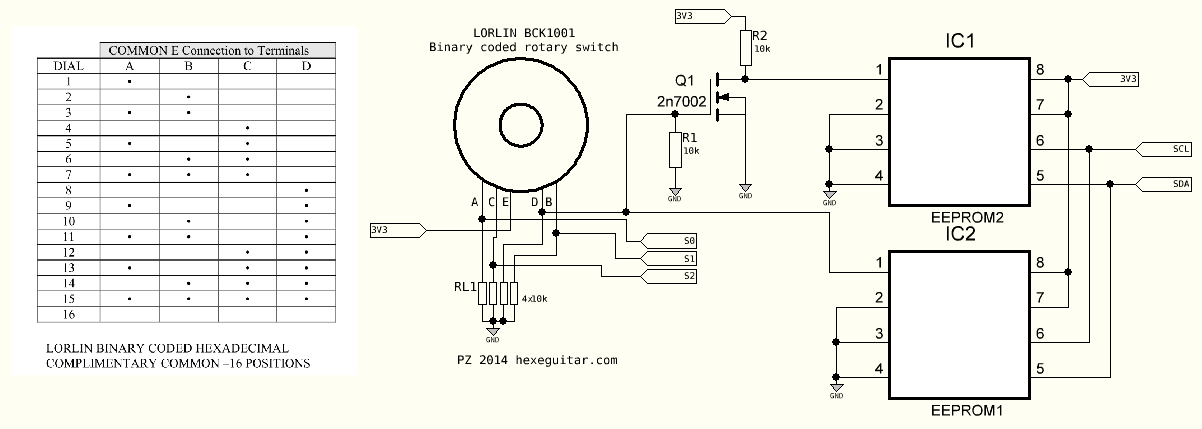 COMMON E Connection to Terminals
DIAL A B C D
1 •
2 •
3 • •
4 •
5 • •
6 • •
7 • • •
8 •
9 • •
10 • •
11 • • •
12 • •
13 • • •
14 • • •
15 • • • •
16
LORLIN BINARY CODED HEXADECIMAL
COMPLIMENTARY COMMON –16 POSITIONS
LORLIN BCK1001
Binary coded rotary switch
A C E D B
3V3
S0
S1
S2
RL1
4x10k
GND
PZ 2014 hexeguitar.com
3V3
R2
10k
Q1
2n7002
R1
10k
GND
GND
IC1
1 8
2 7
3 6
4 5
3V3
SCL
SDA
GND
EEPROM2
IC2
1 8
2 7
3 6
4 5
GND
EEPROM1